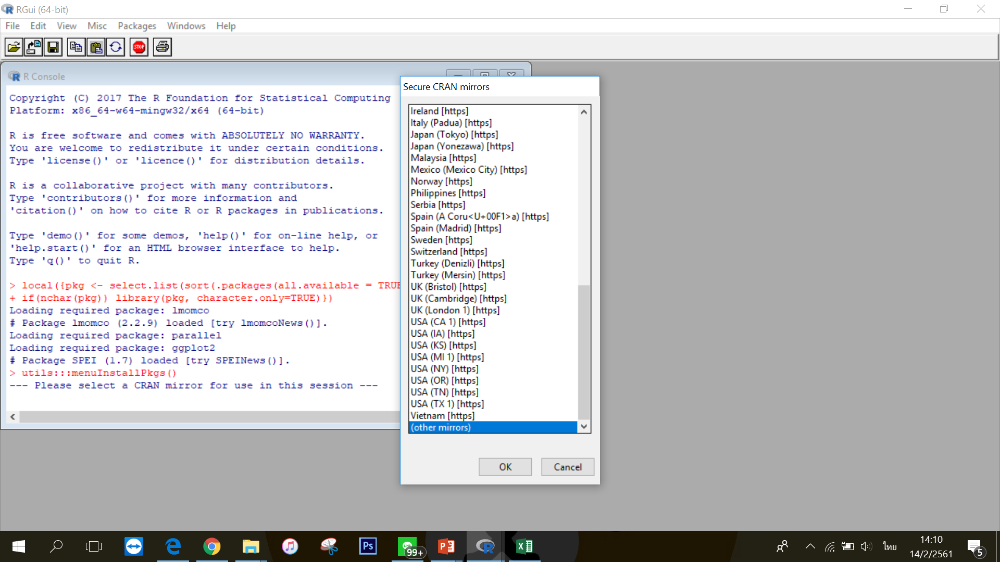 RGui (64-bit)
File Edit View Misc Packages Windows Help
STOP
R Console
Copyright (C) 2017 The R Foundation for Statistical Computing
Platform: x86_64-w64-mingw32/x64 (64-bit)
R is free software and comes with ABSOLUTELY NO WARRANTY.
You are welcome to redistribute it under certain conditions.
Type 'license()' or 'licence()' for distribution details.
R is a collaborative project with many contributors.
Type 'contributors()' for more information and
'citation()' on how to cite R or R packages in publications.
Type 'demo()' for some demos, 'help()' for on-line help, or
'help.start()' for an HTML browser interface to help.
Type 'q()' to quit R.
> local({pkg <- select.list(sort(.packages(all.available = TRUE
+ if(nchar(pkg)) library(pkg, character.only=TRUE)})
Loading required package: lmomco
# Package lmomco (2.2.9) loaded [try lmomcoNews()].
Loading required package: parallel
Loading required package: ggplot2
# Package SPEI (1.7) loaded [try SPEINews()].
> utils:::menuInstallPkgs()
--- Please select a CRAN mirror for use in this session ---
Secure CRAN mirrors
Ireland [https]
Italy (Padua) [https]
Japan (Tokyo) [https]
Japan (Yonezawa) [https]
Malaysia [https]
Mexico (Mexico City) [https]
Norway [https]
Philippines [https]
Serbia [https]
Spain (A Coru<U+00F1>a) [https]
Spain (Madrid) [https]
Sweden [https]
Switzerland [https]
Turkey (Denizli) [https]
Turkey (Mersin) [https]
UK (Bristol) [https]
UK (Cambridge) [https]
UK (London 1) [https]
USA (CA 1) [https]
USA (IA) [https]
USA (KS) [https]
USA (MI 1) [https]
USA (NY) [https]
USA (OR) [https]
USA (TN) [https]
USA (TX 1) [https]
Vietnam [https]
(other mirrors)
OK Cancel
Ps 99+ ไทย 14:10
14/2/2561 5